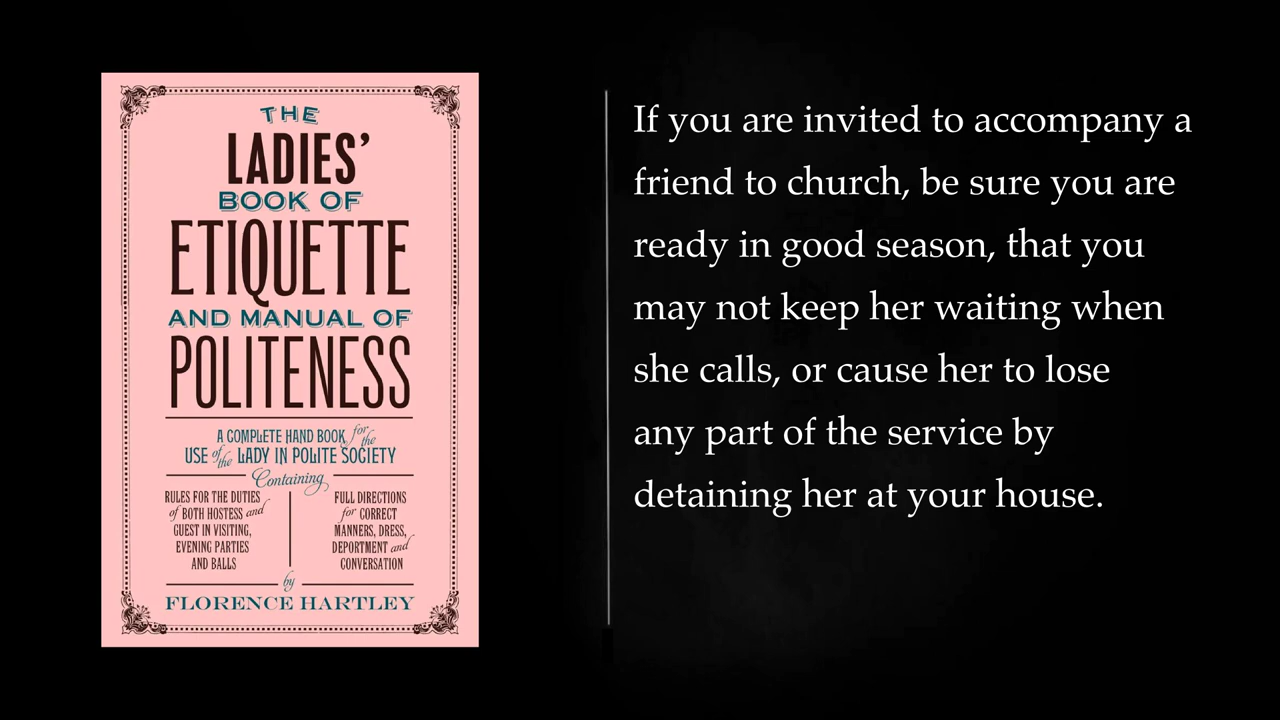 THE
LADIES'
BOOK OF
ETIQUETTE
AND MANUAL OF
POLITENESS
A COMPLETE HAND BOOK for the
USE of the LADY IN POLITE SOCIETY
Containing
RULES FOR THE DUTIES
of BOTH HOSTESS and
GUEST IN VISITING,
EVENING PARTIES
AND BALLS
FULL DIRECTIONS
for CORRECT
MANNERS, DRESS,
DEPORTMENT and
CONVERSATION
by
FLORENCE HARTLEY
If you are invited to accompany a
friend to church, be sure you are
ready in good season, that you
may not keep her waiting when
she calls, or cause her to lose
any part of the service by
detaining her at your house.